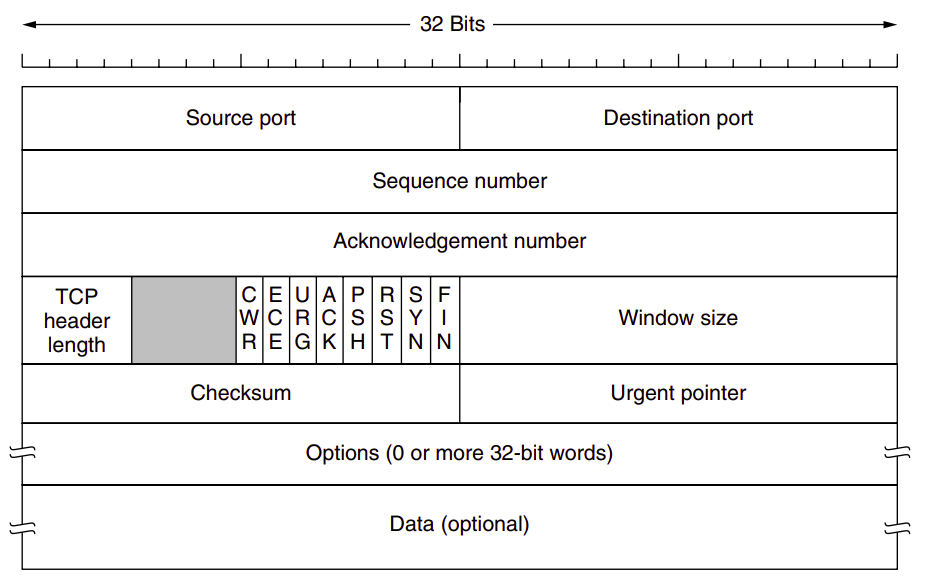 32 Bits
Source port
Destination port
Sequence number
Acknowledgement number
TCP
header
length
CWR
ECE
URG
ACK
PSH
RST
SYN
FIN
Window size
Checksum
Urgent pointer
Options (0 or more 32-bit words)
Data (optional)